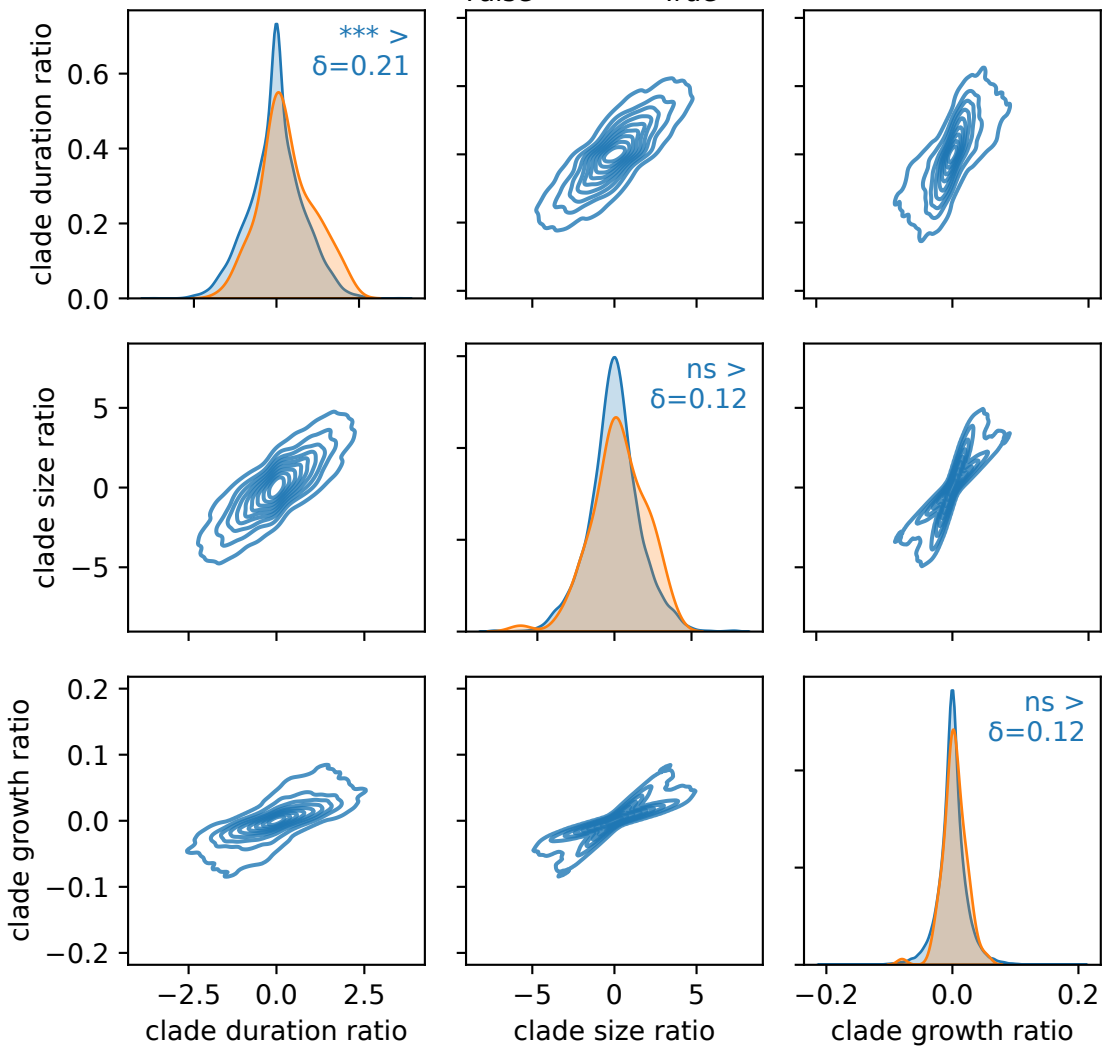 clade duration ratio
0.6
0.4
0.2
0.0
*** >
δ=0.21
clade size ratio
5
0
−5
ns >
δ=0.12
clade growth ratio
0.2
0.1
0.0
−0.1
−0.2
ns >
δ=0.12
−2.5 0.0 2.5
clade duration ratio
−5 0 5
clade size ratio
−0.2 0.0 0.2
clade growth ratio